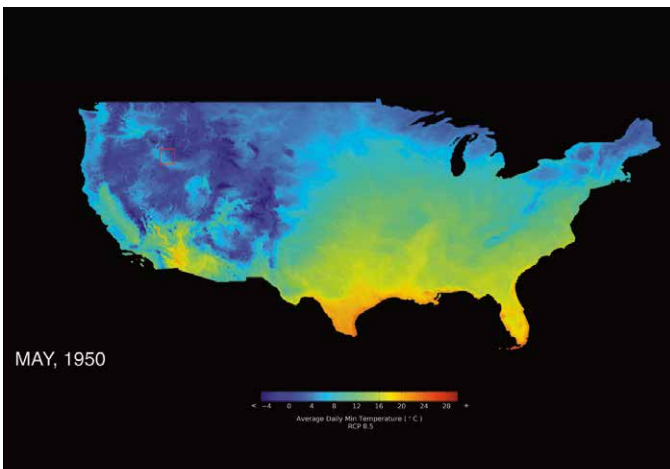 MAY, 1950
< −4 0 4 8 12 16 20 24 28 +
Average Daily Min Temperature ( ° C )
RCP 8.5